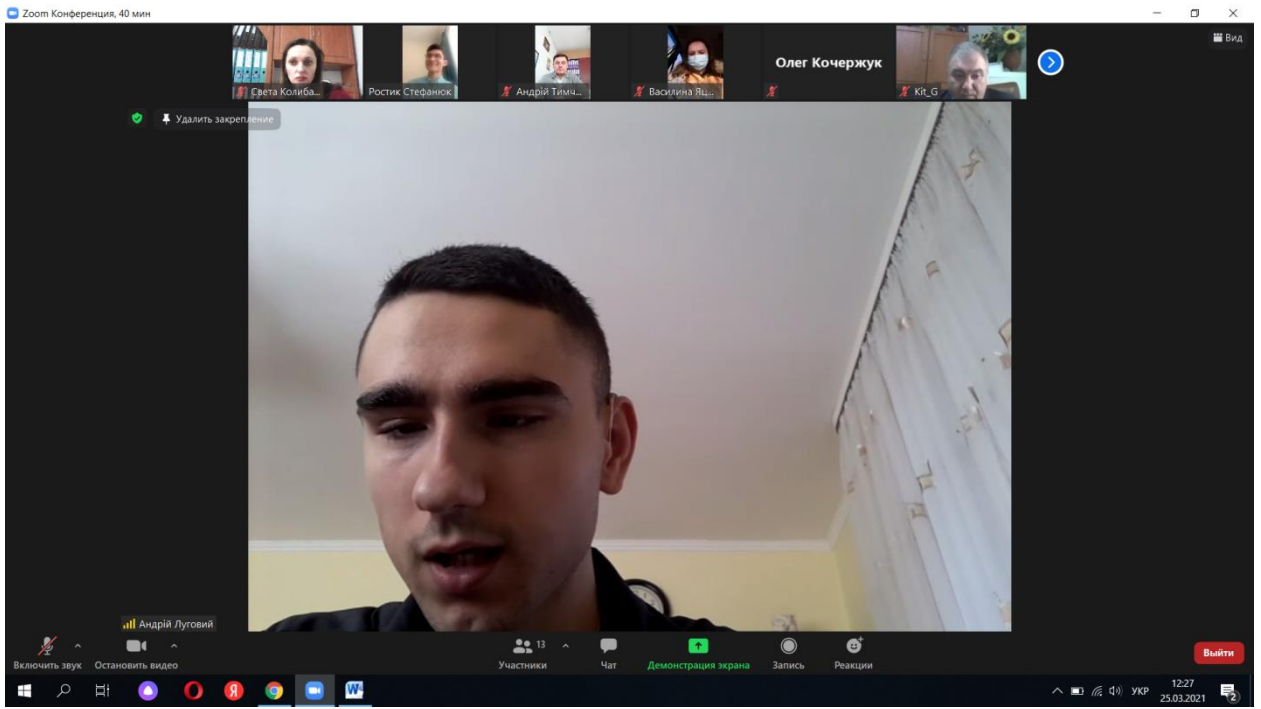 Zoom Конференция, 40 мин
Вид
Света Колиба...
Ростик Стефанюк
Андрій Тимч...
Василина Яц...
Олег Кочержук
Kit_G
Удалить закрепление
Андрій Луговий
Включить звук
Остановить видео
13
Участники
Чат
Демонстрация экрана
Запись
Реакции
Выйти
Я
W
УКР
12:27
25.03.2021
2